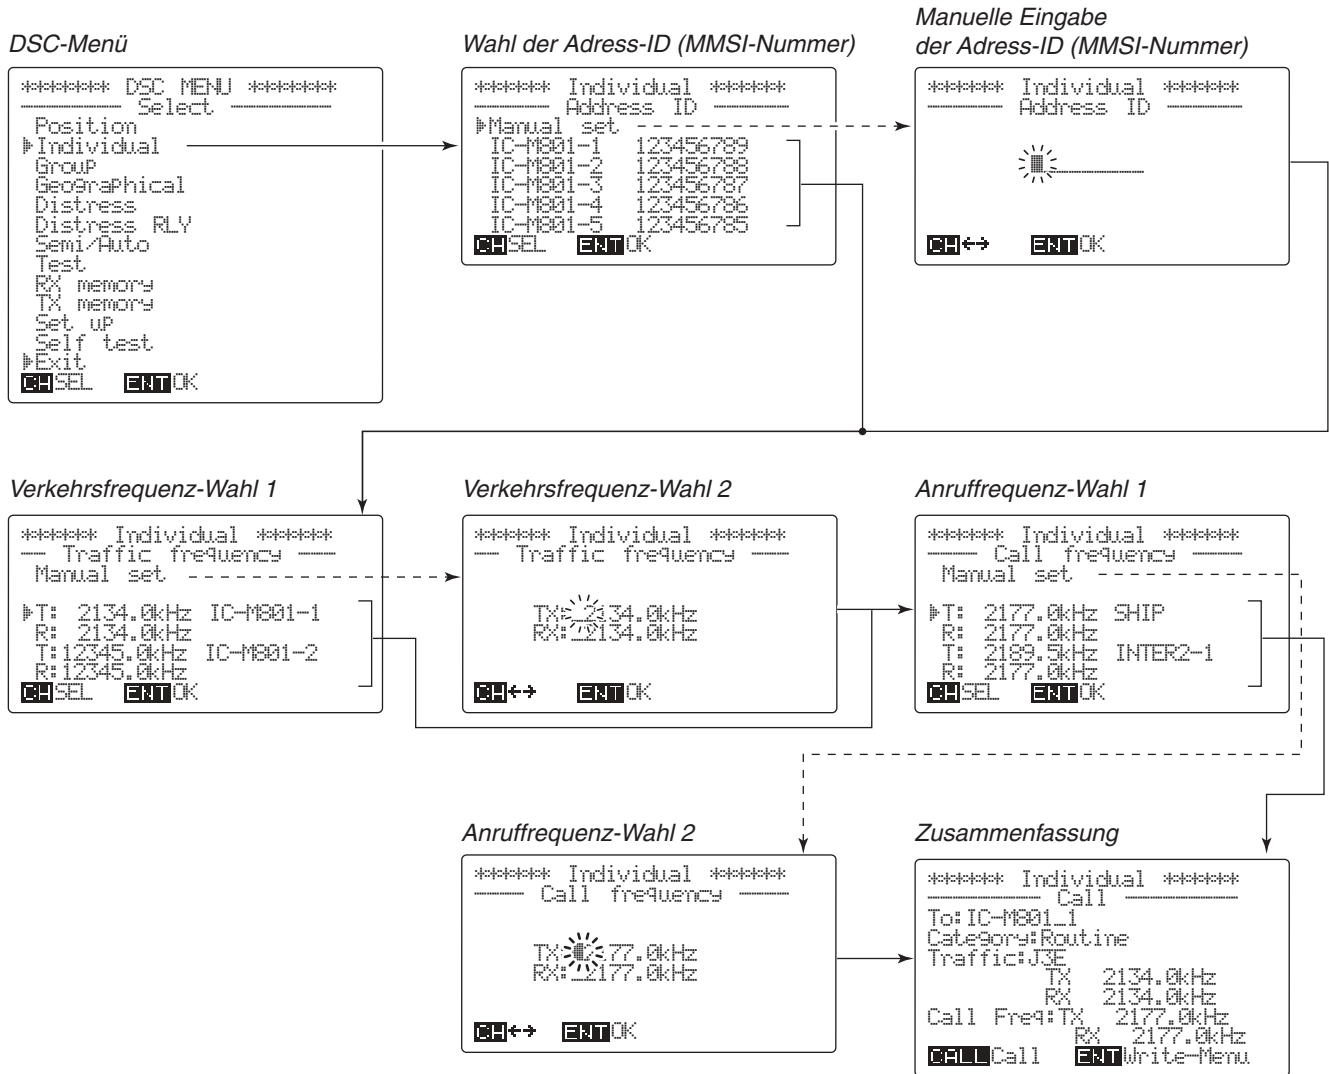 DSC-Menü
******* DSC MENU *******
Select
Position
Individual
Group
Geographical
Distress
Distress RLY
Semi/Auto
Test
RX memory
TX memory
Set up
Self test
Exit
CH SEL ENT OK
Wahl der Adress-ID (MMSI-Nummer)
****** Individual ******
Address ID
Manual set
IC-M801-1 123456789
IC-M801-2 123456788
IC-M801-3 123456787
IC-M801-4 123456786
IC-M801-5 123456785
CH SEL ENT OK
Manuelle Eingabe
der Adress-ID (MMSI-Nummer)
****** Individual ******
Address ID
CH ←→ ENT OK
Verkehrsfrequenz-Wahl 1
****** Individual ******
Traffic frequency
Manual set
T: 2134.0kHz IC-M801-1
R: 2134.0kHz
T:12345.0kHz IC-M801-2
R:12345.0kHz
CH SEL ENT OK
Verkehrsfrequenz-Wahl 2
****** Individual ******
Traffic frequency
TX:_2134.0kHz
RX:_2134.0kHz
CH ←→ ENT OK
Anruffrequenz-Wahl 1
****** Individual ******
Call frequency
Manual set
T: 2177.0kHz SHIP
R: 2177.0kHz
T: 2189.5kHz INTER2-1
R: 2177.0kHz
CH SEL ENT OK
Anruffrequenz-Wahl 2
****** Individual ******
Call frequency
TX: 77.0kHz
RX:_2177.0kHz
CH ←→ ENT OK
Zusammenfassung
****** Individual ******
Call
To:IC-M801_1
Category:Routine
Traffic:J3E
TX 2134.0kHz
RX 2134.0kHz
Call Freq:TX 2177.0kHz
RX 2177.0kHz
CALL Call ENT Write-Menu